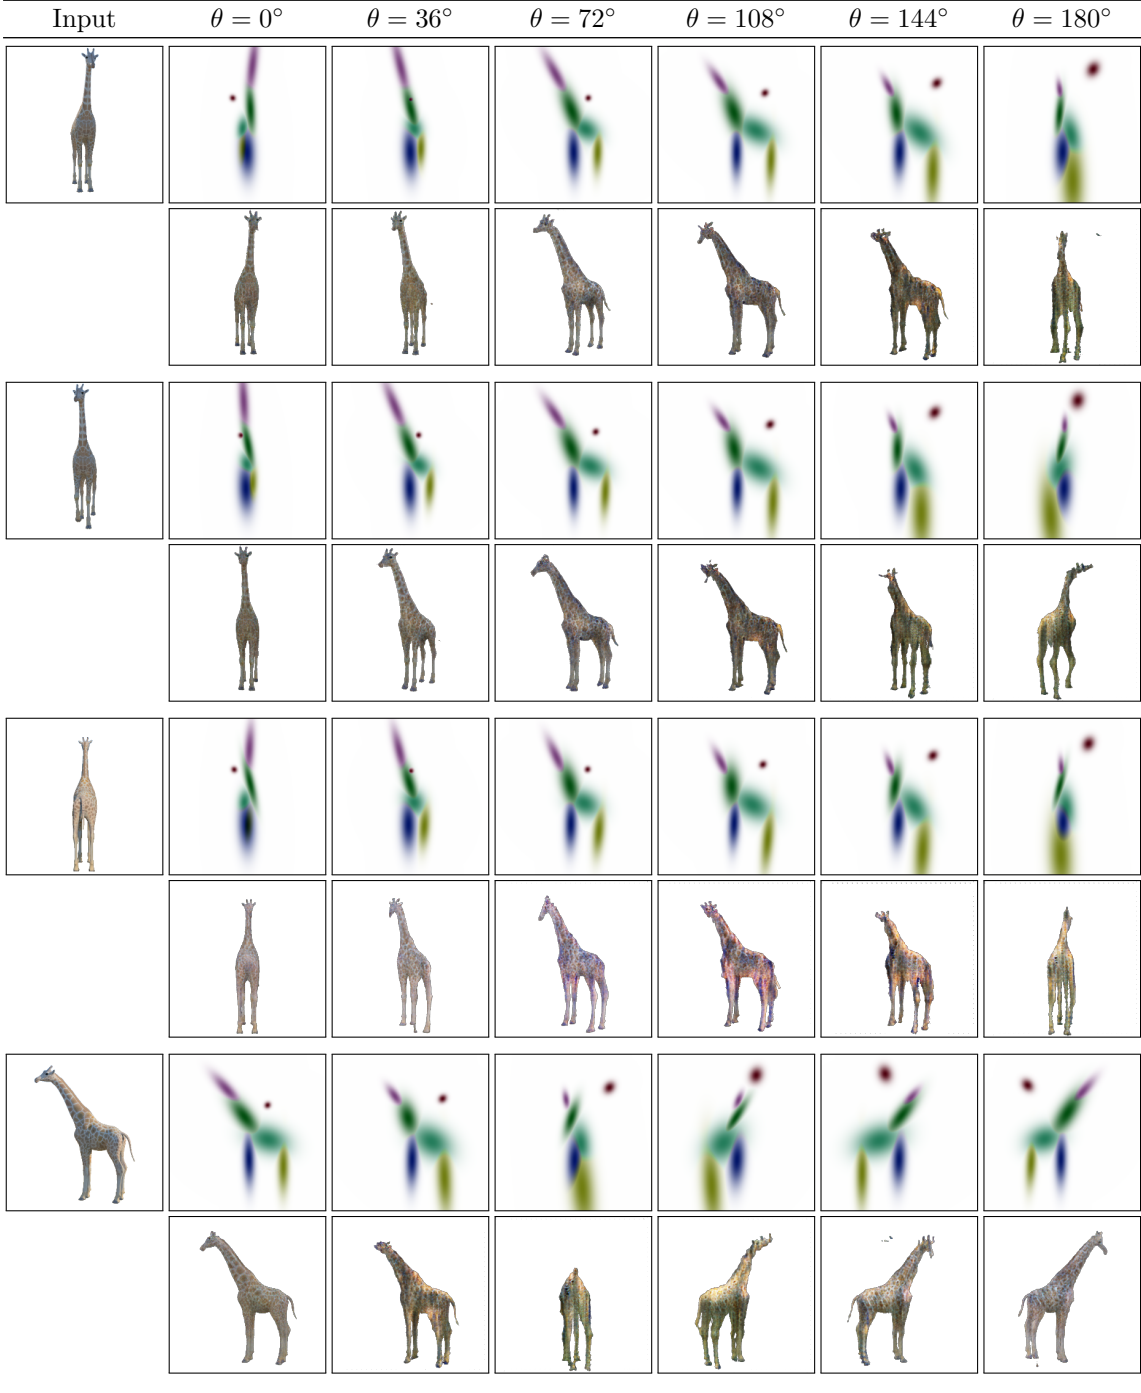 Input θ = 0° θ = 36° θ = 72° θ = 108° θ = 144° θ = 180°